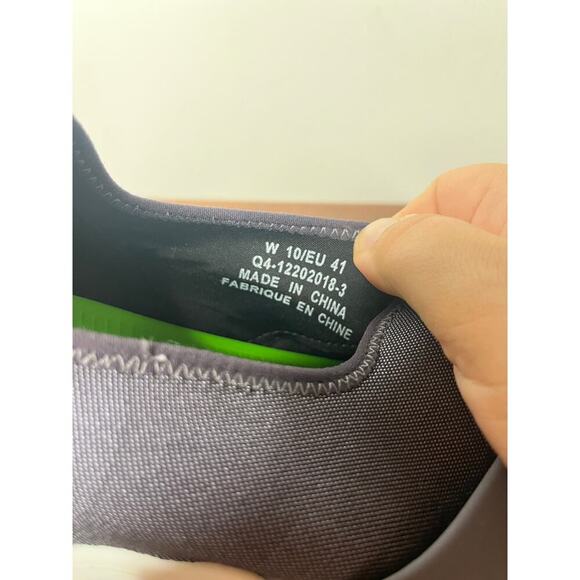 W 10/EU 41
Q4-12202018-3
MADE IN CHINA
FABRIQUE EN CHINE